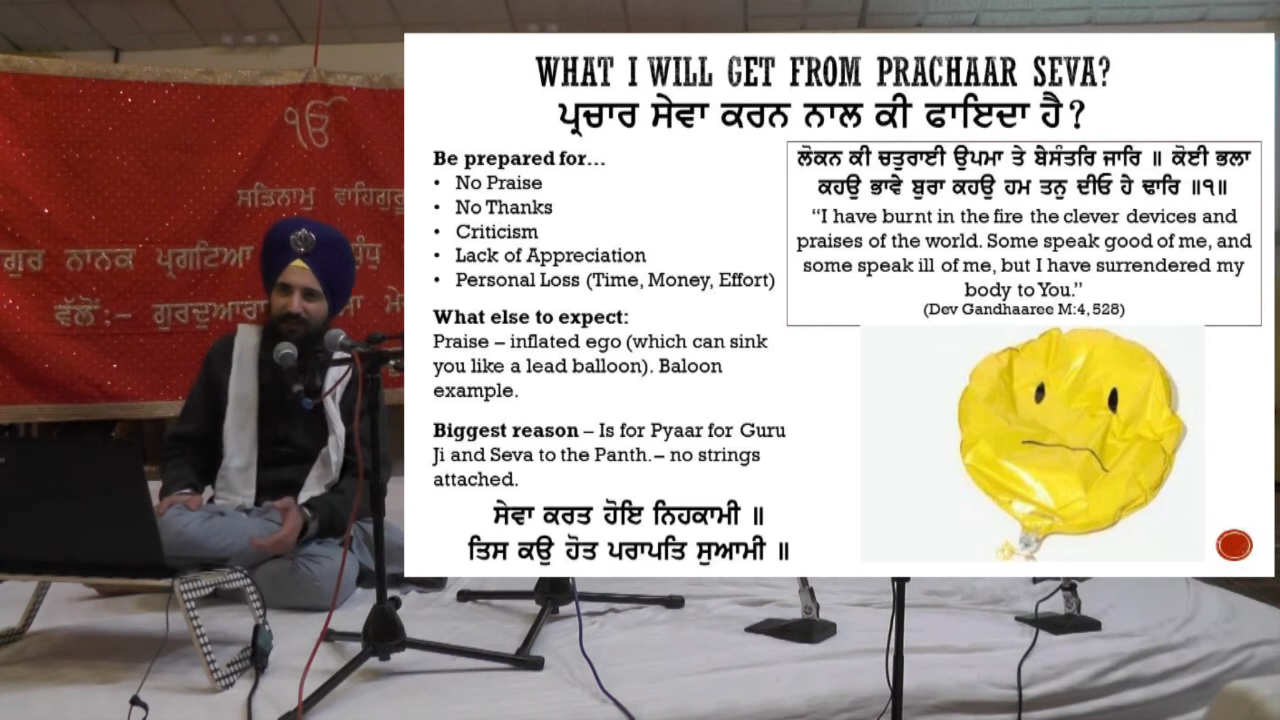 ੴ
ਸਤਿਨਾਮੁ ਵਾਹਿਗੁਰੂ
ਗੁਰ ਨਾਨਕ ਪ੍ਰਗਟਿਆ
ਵੱਲੋਂ:- ਗੁਰਦੁਆਰਾ
WHAT I WILL GET FROM PRACHAAR SEVA?
ਪ੍ਰਚਾਰ ਸੇਵਾ ਕਰਨ ਨਾਲ ਕੀ ਫਾਇਦਾ ਹੈ?
Be prepared for...
• No Praise
• No Thanks
• Criticism
• Lack of Appreciation
• Personal Loss (Time, Money, Effort)
What else to expect:
Praise – inflated ego (which can sink
you like a lead balloon). Baloon
example.
Biggest reason – Is for Pyaar for Guru
Ji and Seva to the Panth.– no strings
attached.
ਸੇਵਾ ਕਰਤ ਹੋਇ ਨਿਹਕਾਮੀ ॥
ਤਿਸ ਕਉ ਹੋਤ ਪਰਾਪਤਿ ਸੁਆਮੀ ॥
ਲੋਕਨ ਕੀ ਚਤੁਰਾਈ ਉਪਮਾ ਤੇ ਬੈਸੰਤਰਿ ਜਾਰਿ ॥ ਕੋਈ ਭਲਾ
ਕਹਉ ਭਾਵੇ ਬੁਰਾ ਕਹਉ ਹਮ ਤਨੁ ਦੀਓ ਹੈ ਢਾਰਿ ॥੧॥
“I have burnt in the fire the clever devices and
praises of the world. Some speak good of me, and
some speak ill of me, but I have surrendered my
body to You.”
(Dev Gandhaaree M:4, 528)